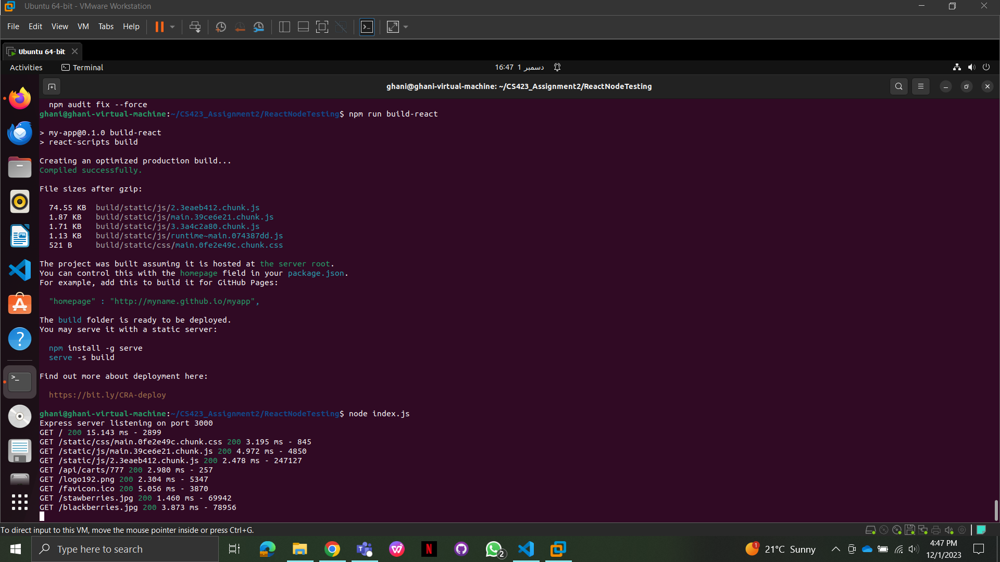 Ubuntu 64-bit - VMware Workstation
File Edit View VM Tabs Help
Ubuntu 64-bit
Activities Terminal 16:47 1 دسمبر
ghani@ghani-virtual-machine: ~/CS423_Assignment2/ReactNodeTesting
npm audit fix --force
ghani@ghani-virtual-machine:~/CS423_Assignment2/ReactNodeTesting$ npm run build-react
> my-app@0.1.0 build-react
> react-scripts build
Creating an optimized production build...
Compiled successfully.
File sizes after gzip:
74.55 KB build/static/js/2.3eaeb412.chunk.js
1.87 KB build/static/js/main.39ce6e21.chunk.js
1.71 KB build/static/js/3.3a4c2a80.chunk.js
1.13 KB build/static/js/runtime~main.074387dd.js
521 B build/static/css/main.0fe2e49c.chunk.css
The project was built assuming it is hosted at the server root.
You can control this with the homepage field in your package.json.
For example, add this to build it for GitHub Pages:
"homepage" : "http://myname.github.io/myapp",
The build folder is ready to be deployed.
You may serve it with a static server:
npm install -g serve
serve -s build
Find out more about deployment here:
https://bit.ly/CRA-deploy
ghani@ghani-virtual-machine:~/CS423_Assignment2/ReactNodeTesting$ node index.js
Express server listening on port 3000
GET / 200 15.143 ms - 2899
GET /static/css/main.0fe2e49c.chunk.css 200 3.195 ms - 845
GET /static/js/main.39ce6e21.chunk.js 200 4.972 ms - 4850
GET /static/js/2.3eaeb412.chunk.js 200 2.478 ms - 247127
GET /api/carts/777 200 2.980 ms - 257
GET /logo192.png 200 2.304 ms - 5347
GET /favicon.ico 200 5.056 ms - 3870
GET /stawberries.jpg 200 1.460 ms - 69942
GET /blackberries.jpg 200 3.873 ms - 78956
To direct input to this VM, move the mouse pointer inside or press Ctrl+G.
Type here to search
2
1
21°C Sunny
4:47 PM
12/1/2023